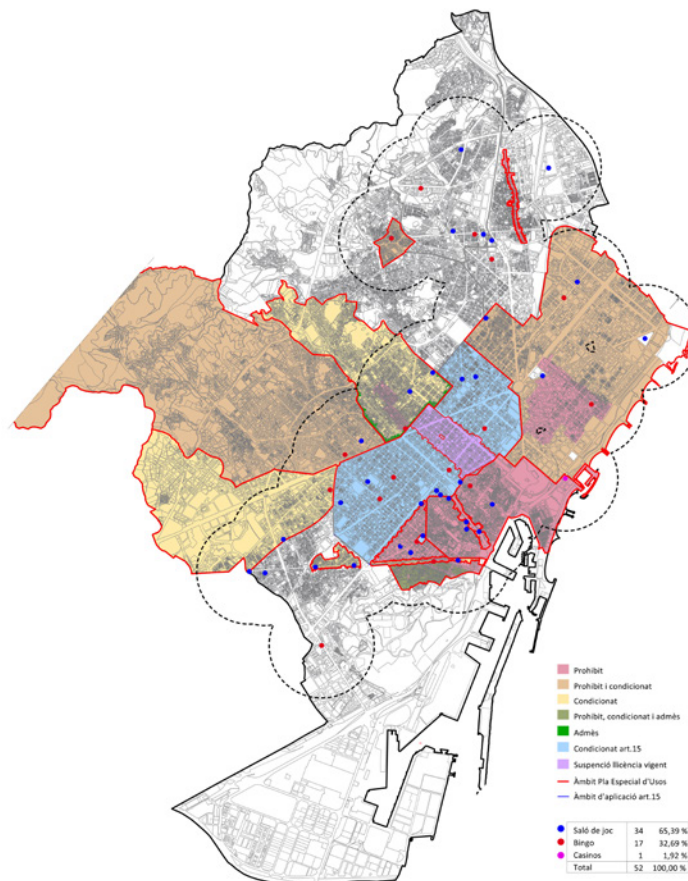 Prohibit
Prohibit i condicionat
Condicionat
Prohibit, condicionat i admès
Admès
Condicionat art.15
Suspenció llicència vigent
Àmbit Pla Especial d'Usos
Àmbit d'aplicació art.15
Saló de joc 34 65,39 %
Bingo 17 32,69 %
Casinos 1 1,92 %
Total 52 100,00 %